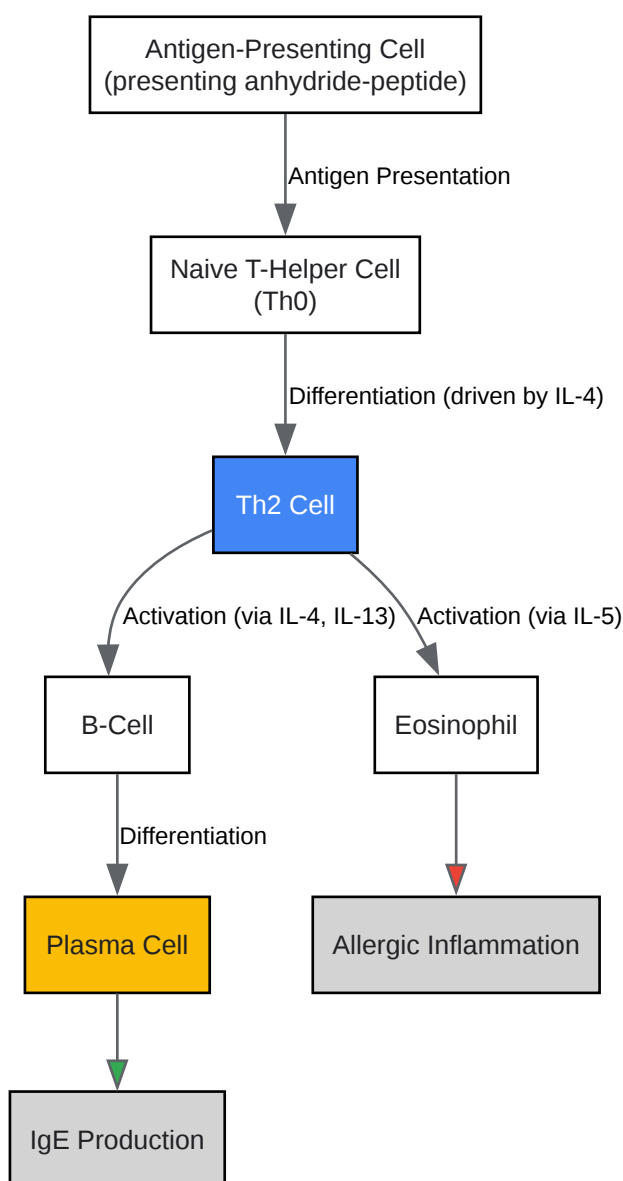 Antigen-Presenting Cell
(presenting anhydride-peptide)
Antigen Presentation
Naive T-Helper Cell
(Th0)
Differentiation (driven by IL-4)
Th2 Cell
Activation (via IL-4, IL-13)
Activation (via IL-5)
B-Cell
Eosinophil
Differentiation
Plasma Cell
Allergic Inflammation
IgE Production